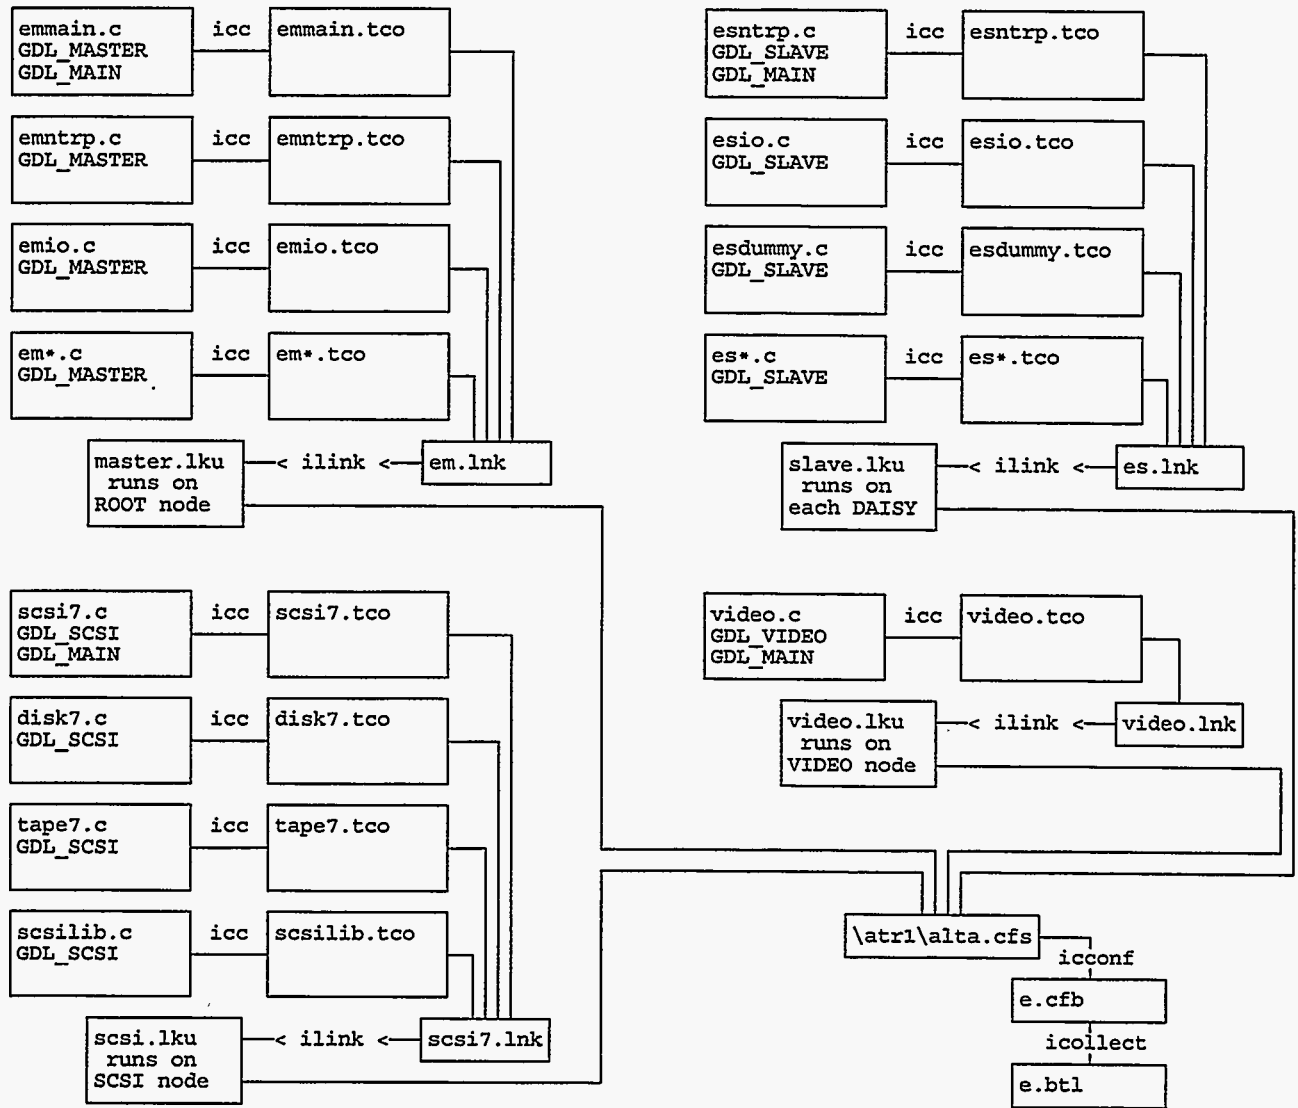 emmain.c
GDL_MASTER
GDL_MAIN
icc
emmain.tco
emntrp.c
GDL_MASTER
icc
emntrp.tco
emio.c
GDL_MASTER
icc
emio.tco
em*.c
GDL_MASTER
icc
em*.tco
master.lku
runs on
ROOT node
< ilink <
em.lnk
esntrp.c
GDL_SLAVE
GDL_MAIN
icc
esntrp.tco
esio.c
GDL_SLAVE
icc
esio.tco
esdummy.c
GDL_SLAVE
icc
esdummy.tco
es*.c
GDL_SLAVE
icc
es*.tco
slave.lku
runs on
each DAISY
< ilink <
es.lnk
scsi7.c
GDL_SCSI
GDL_MAIN
icc
scsi7.tco
disk7.c
GDL_SCSI
icc
disk7.tco
tape7.c
GDL_SCSI
icc
tape7.tco
scsilib.c
GDL_SCSI
icc
scsilib.tco
scsi.lku
runs on
SCSI node
< ilink <
scsi7.lnk
video.c
GDL_VIDEO
GDL_MAIN
icc
video.tco
video.lku
runs on
VIDEO node
< ilink <
video.lnk
\atr1\alta.cfs
icconf
e.cfb
icollect
e.btl